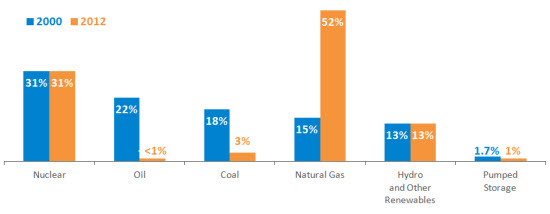 2000 2012
31% 31% 22% <1% 18% 3% 15% 52% 13% 13% 1.7% 1%
Nuclear Oil Coal Natural Gas Hydro Pumped
and Other Storage
Renewables